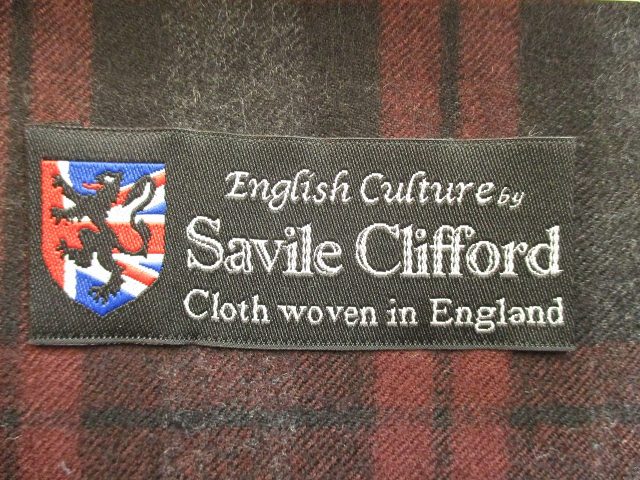 English Culture by
Savile Clifford
Cloth woven in England